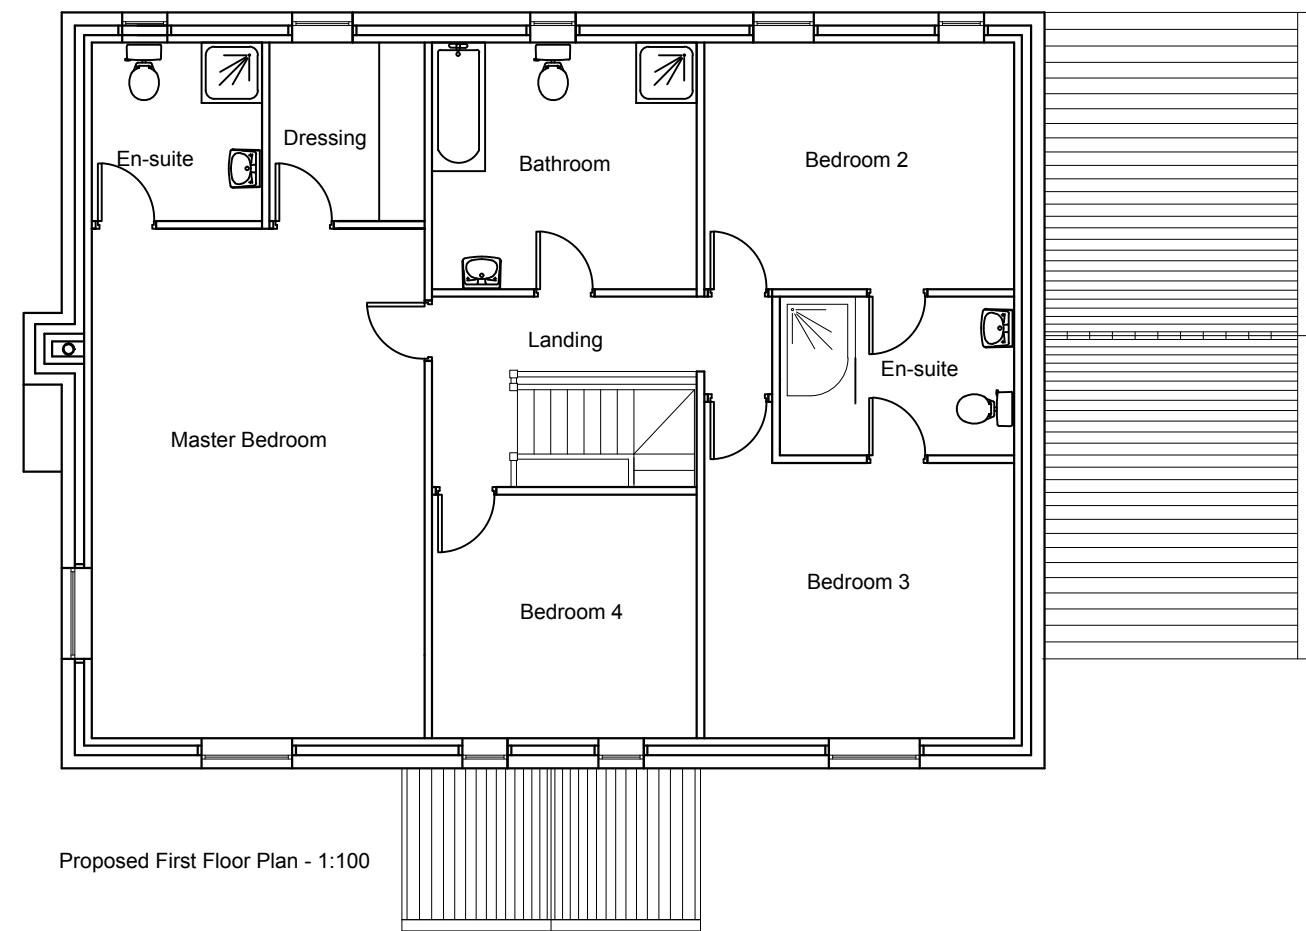 Dressing
En-suite
Bathroom
Bedroom 2
Landing
En-suite
Master Bedroom
Bedroom 3
Bedroom 4
Proposed First Floor Plan - 1:100